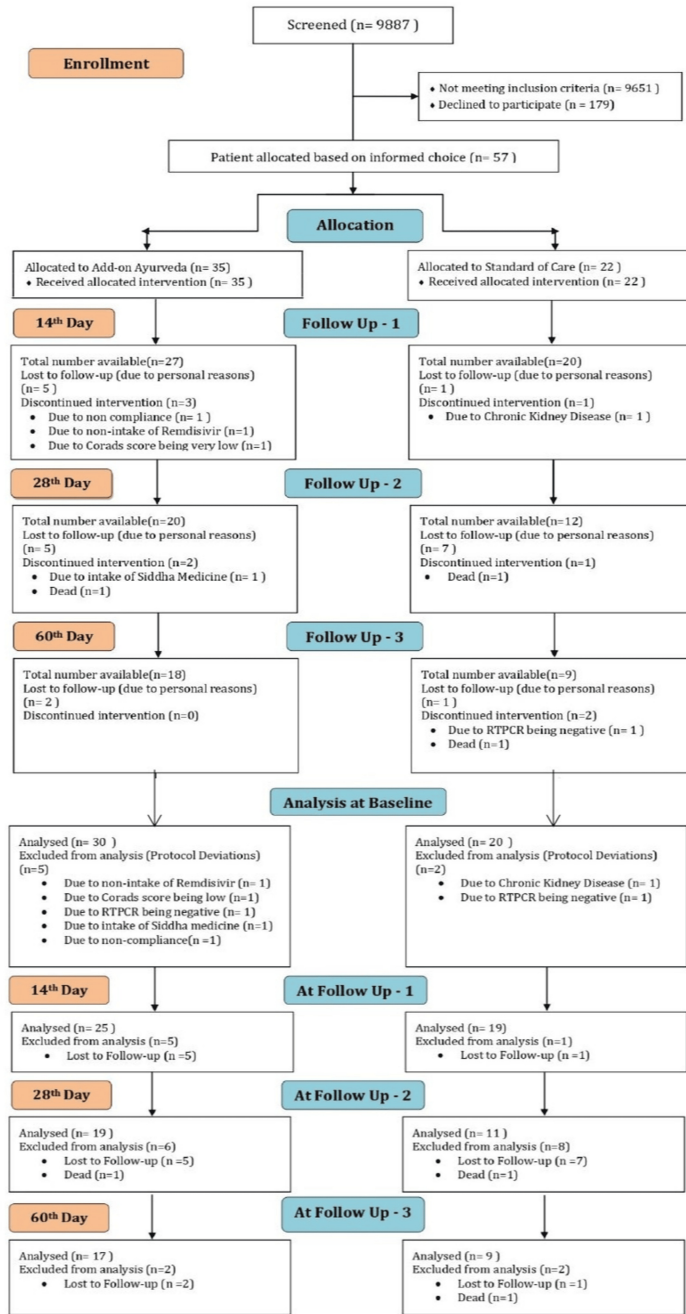 Screened (n= 9887)
Enrollment
♦ Not meeting inclusion criteria (n= 9651 )
♦ Declined to participate (n = 179)
Patient allocated based on informed choice (n= 57 )
Allocation
Allocated to Add-on Ayurveda (n= 35)
♦ Received allocated intervention (n= 35 )
Allocated to Standard of Care (n= 22 )
♦ Received allocated intervention (n= 22 )
14th Day
Follow Up - 1
Total number available(n=27)
Lost to follow-up (due to personal reasons)
(n= 5 )
Discontinued intervention (n=3)
• Due to non compliance (n= 1 )
• Due to non-intake of Remdisivir (n=1)
• Due to Corads score being very low (n=1)
Total number available(n=20)
Lost to follow-up (due to personal reasons)
(n= 1 )
Discontinued intervention (n=1)
• Due to Chronic Kidney Disease (n= 1 )
28th Day
Follow Up - 2
Total number available(n=20)
Lost to follow-up (due to personal reasons)
(n= 5)
Discontinued intervention (n=2)
• Due to intake of Siddha Medicine (n= 1 )
• Dead (n=1)
Total number available(n=12)
Lost to follow-up (due to personal reasons)
(n= 7 )
Discontinued intervention (n=1)
• Dead (n=1)
60th Day
Follow Up - 3
Total number available(n=18)
Lost to follow-up (due to personal reasons)
(n= 2 )
Discontinued intervention (n=0)
Total number available(n=9)
Lost to follow-up (due to personal reasons)
(n= 1 )
Discontinued intervention (n=2)
• Due to RTPCR being negative (n= 1 )
• Dead (n=1)
Analysis at Baseline
Analysed (n= 30 )
Excluded from analysis (Protocol Deviations)
(n=5)
• Due to non-intake of Remdisivir (n= 1)
• Due to Corads score being low (n=1)
• Due to RTPCR being negative (n= 1)
• Due to intake of Siddha medicine (n=1)
• Due to non-compliance(n =1)
Analysed (n= 20 )
Excluded from analysis (Protocol Deviations)
(n=2)
• Due to Chronic Kidney Disease (n= 1)
• Due to RTPCR being negative (n= 1)
14th Day
At Follow Up - 1
Analysed (n= 25 )
Excluded from analysis (n=5)
• Lost to Follow-up (n =5)
Analysed (n= 19)
Excluded from analysis (n=1)
• Lost to Follow-up (n =1)
28th Day
At Follow Up - 2
Analysed (n= 19 )
Excluded from analysis (n=6)
• Lost to Follow-up (n =5)
• Dead (n=1)
Analysed (n= 11 )
Excluded from analysis (n=8)
• Lost to Follow-up (n =7)
• Dead (n=1)
60th Day
At Follow Up - 3
Analysed (n= 17 )
Excluded from analysis (n=2)
• Lost to Follow-up (n =2)
Analysed (n= 9 )
Excluded from analysis (n=2)
• Lost to Follow-up (n =1)
• Dead (n=1)